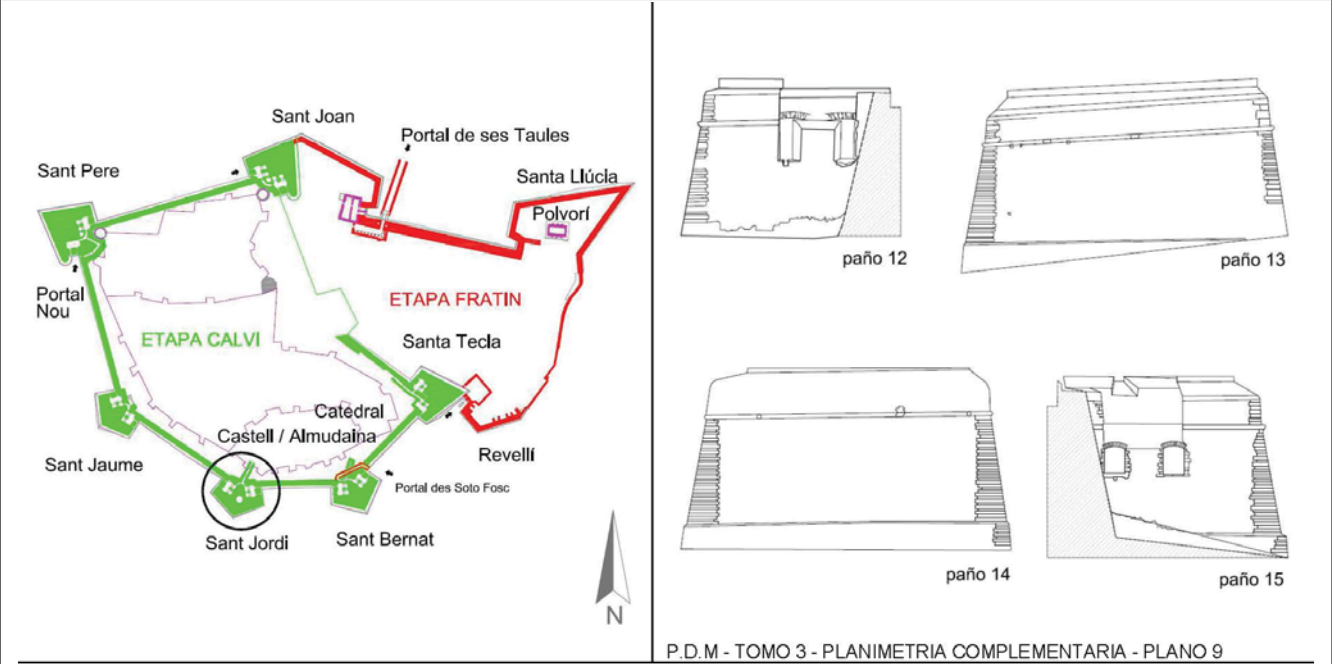 Sant Joan
Portal de ses Taules
Sant Pere
Santa Llúcia
Polvorí
Portal
Nou
ETAPA FRATIN
ETAPA CALVI
Santa Tecla
Catedral
Castell / Almudaina
Revellí
Sant Jaume
Portal des Soto Fosc
Sant Jordi
Sant Bernat
N
paño 12
paño 13
paño 14
paño 15
P.D.M - TOMO 3 - PLANIMETRIA COMPLEMENTARIA - PLANO 9